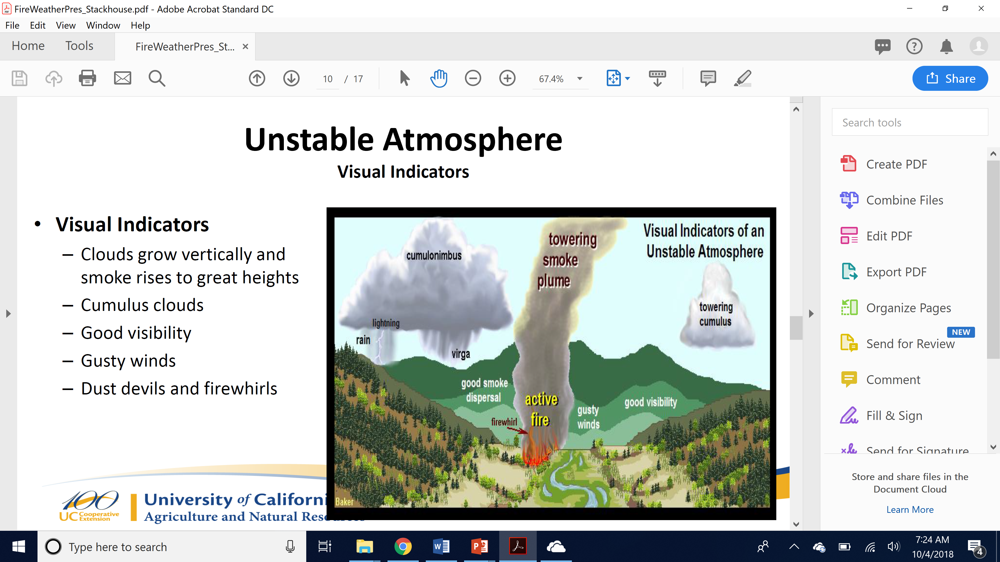 FireWeatherPres_Stackhouse.pdf - Adobe Acrobat Standard DC
File Edit View Window Help
Home Tools FireWeatherPres_St...
10 / 17 67.4% Share
Unstable Atmosphere
Visual Indicators
• Visual Indicators
– Clouds grow vertically and
smoke rises to great heights
– Cumulus clouds
– Good visibility
– Gusty winds
– Dust devils and firewhirls
Visual Indicators of an
Unstable Atmosphere
cumulonimbus
towering
smoke
plume
towering
cumulus
lightning
rain
virga
good smoke
dispersal
active
fire
firewhirl
gusty
winds
good visibility
Baker
100
UC Cooperative
Extension
University of Californi
Agriculture and Natural Resources
Search tools
Create PDF
Combine Files
Edit PDF
Export PDF
Organize Pages
NEW
Send for Review
Comment
Fill & Sign
Send for Signature
Store and share files in the
Document Cloud
Learn More
Type here to search
7:24 AM
10/4/2018
4